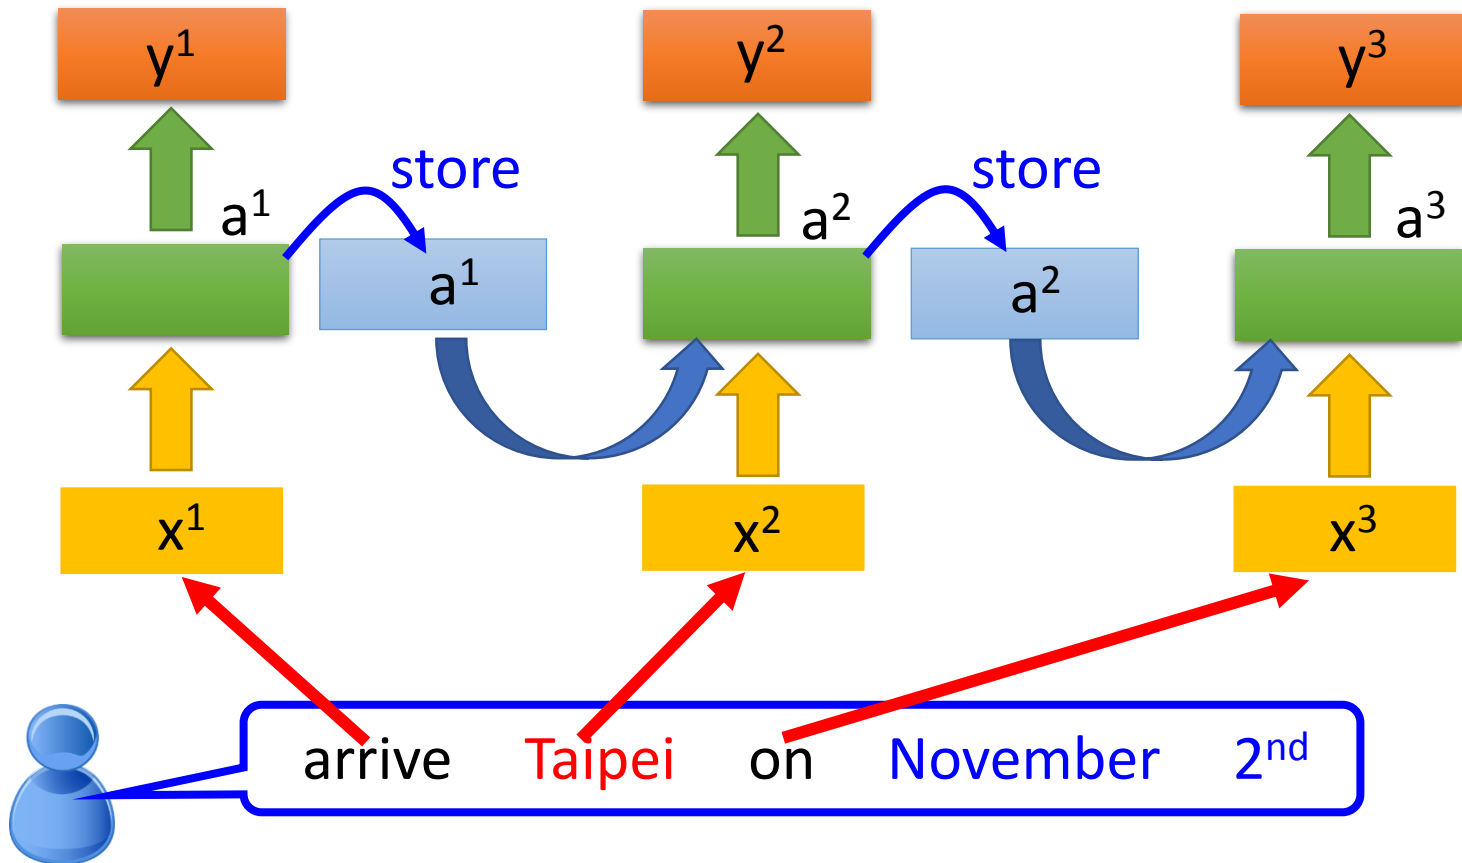 y¹ y² y³
store store
a¹ a² a³
a¹ a²
x¹ x² x³
arrive Taipei on November 2ⁿᵈ